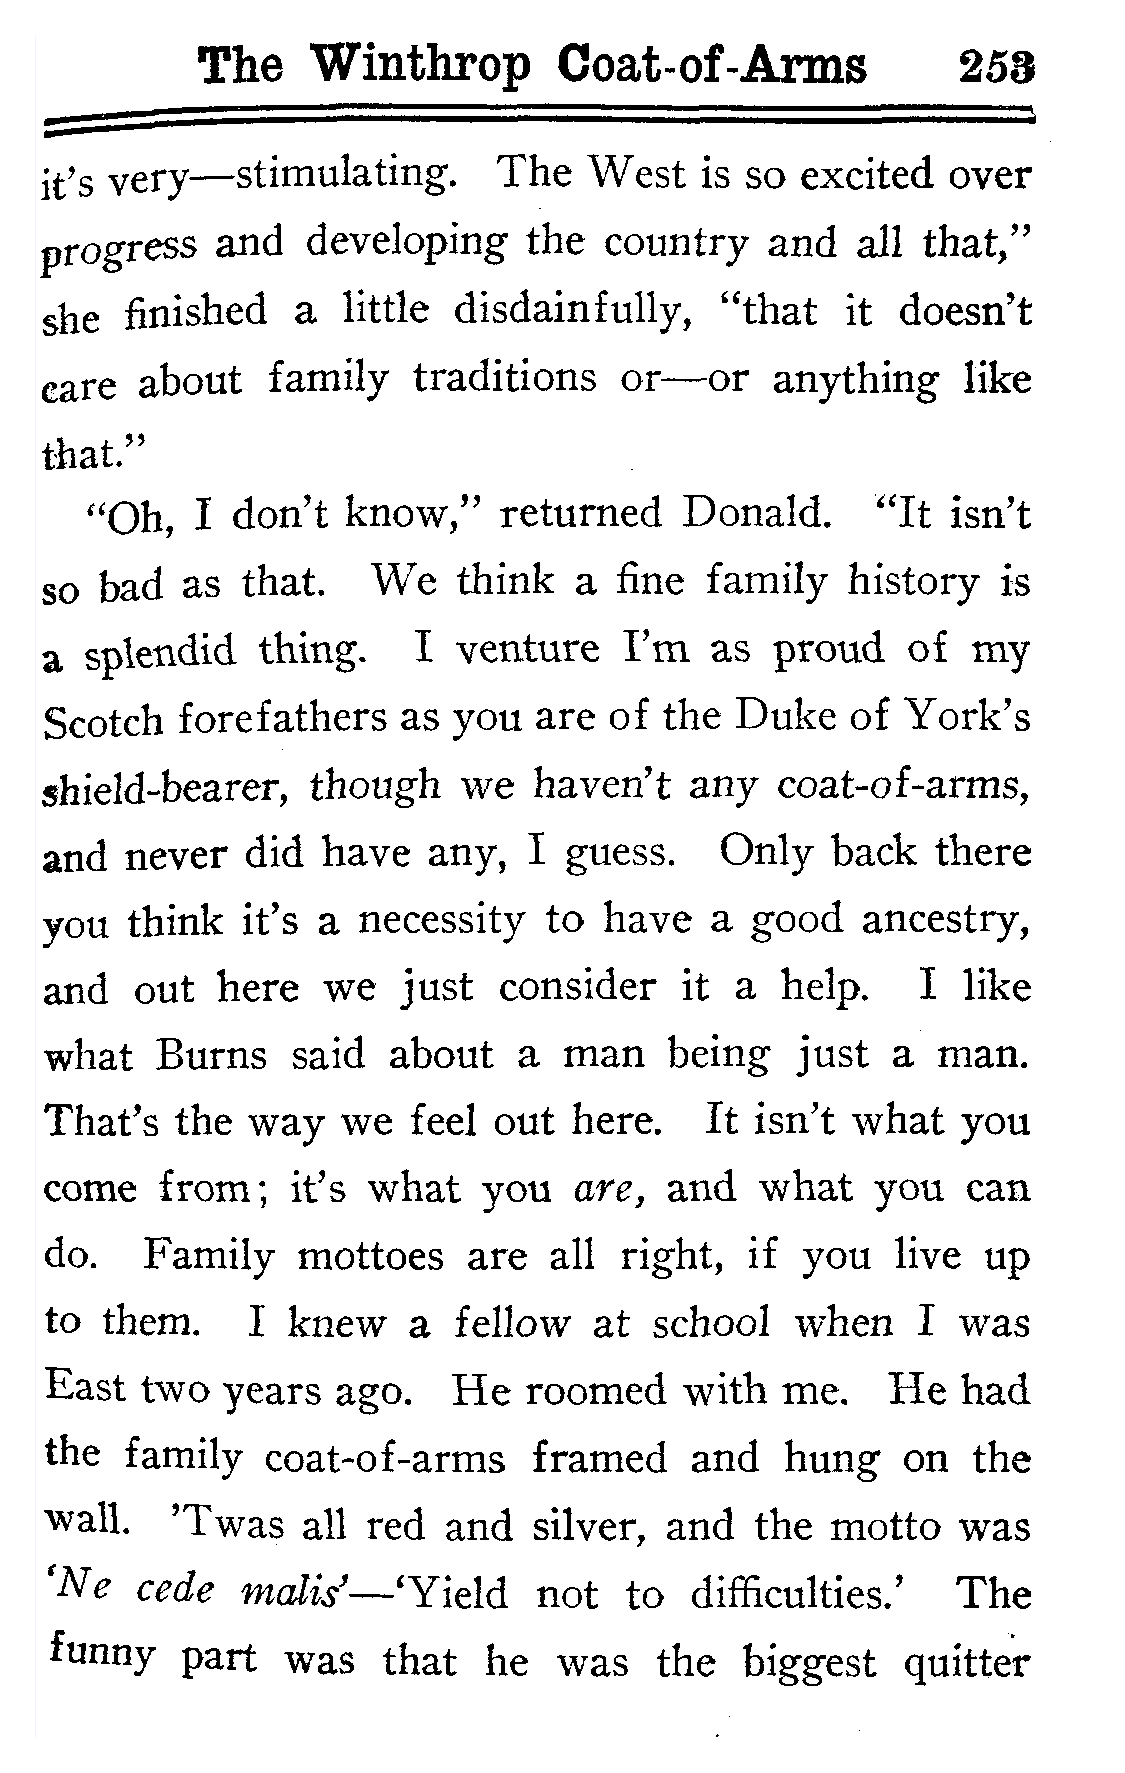 The Winthrop Coat-of-Arms 253
it's very—stimulating. The West is so excited over
progress and developing the country and all that,"
she finished a little disdainfully, "that it doesn't
care about family traditions or—or anything like
that."
"Oh, I don't know," returned Donald. "It isn't
so bad as that. We think a fine family history is
a splendid thing. I venture I'm as proud of my
Scotch forefathers as you are of the Duke of York's
shield-bearer, though we haven't any coat-of-arms,
and never did have any, I guess. Only back there
you think it's a necessity to have a good ancestry,
and out here we just consider it a help. I like
what Burns said about a man being just a man.
That's the way we feel out here. It isn't what you
come from; it's what you are, and what you can
do. Family mottoes are all right, if you live up
to them. I knew a fellow at school when I was
East two years ago. He roomed with me. He had
the family coat-of-arms framed and hung on the
wall. 'Twas all red and silver, and the motto was
'Ne cede malis'—'Yield not to difficulties.' The
funny part was that he was the biggest quitter